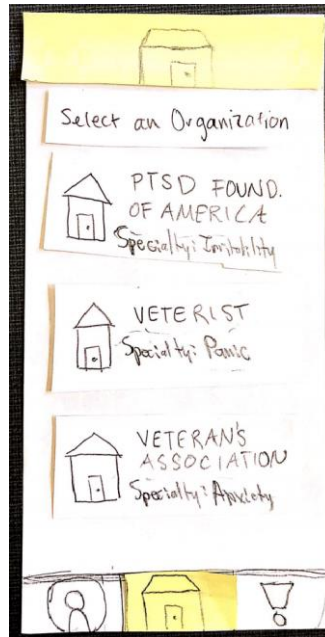 Select an Organization
PTSD FOUND.
OF AMERICA
Specialty: Irritability
VETERIST
Specialty: Panic
VETERAN'S
ASSOCIATION
Specialty: Anxiety